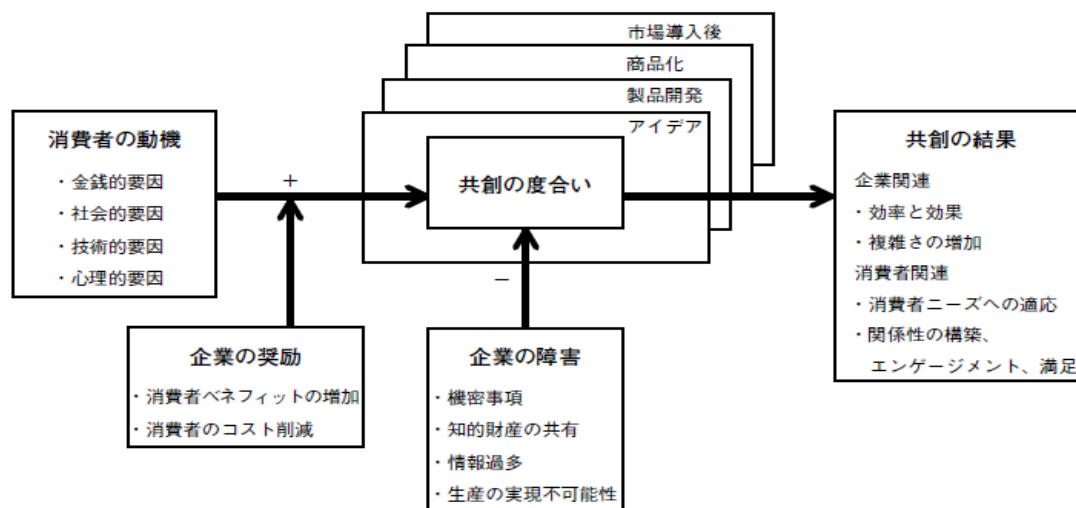 市場導入後
商品化
製品開発
アイデア
消費者の動機
・金銭的要因
・社会的要因
・技術的要因
・心理的要因
+
共創の度合い
−
企業の奨励
・消費者ベネフィットの増加
・消費者のコスト削減
企業の障害
・機密事項
・知的財産の共有
・情報過多
・生産の実現不可能性
共創の結果
企業関連
・効率と効果
・複雑さの増加
消費者関連
・消費者ニーズへの適応
・関係性の構築、
エンゲージメント、満足